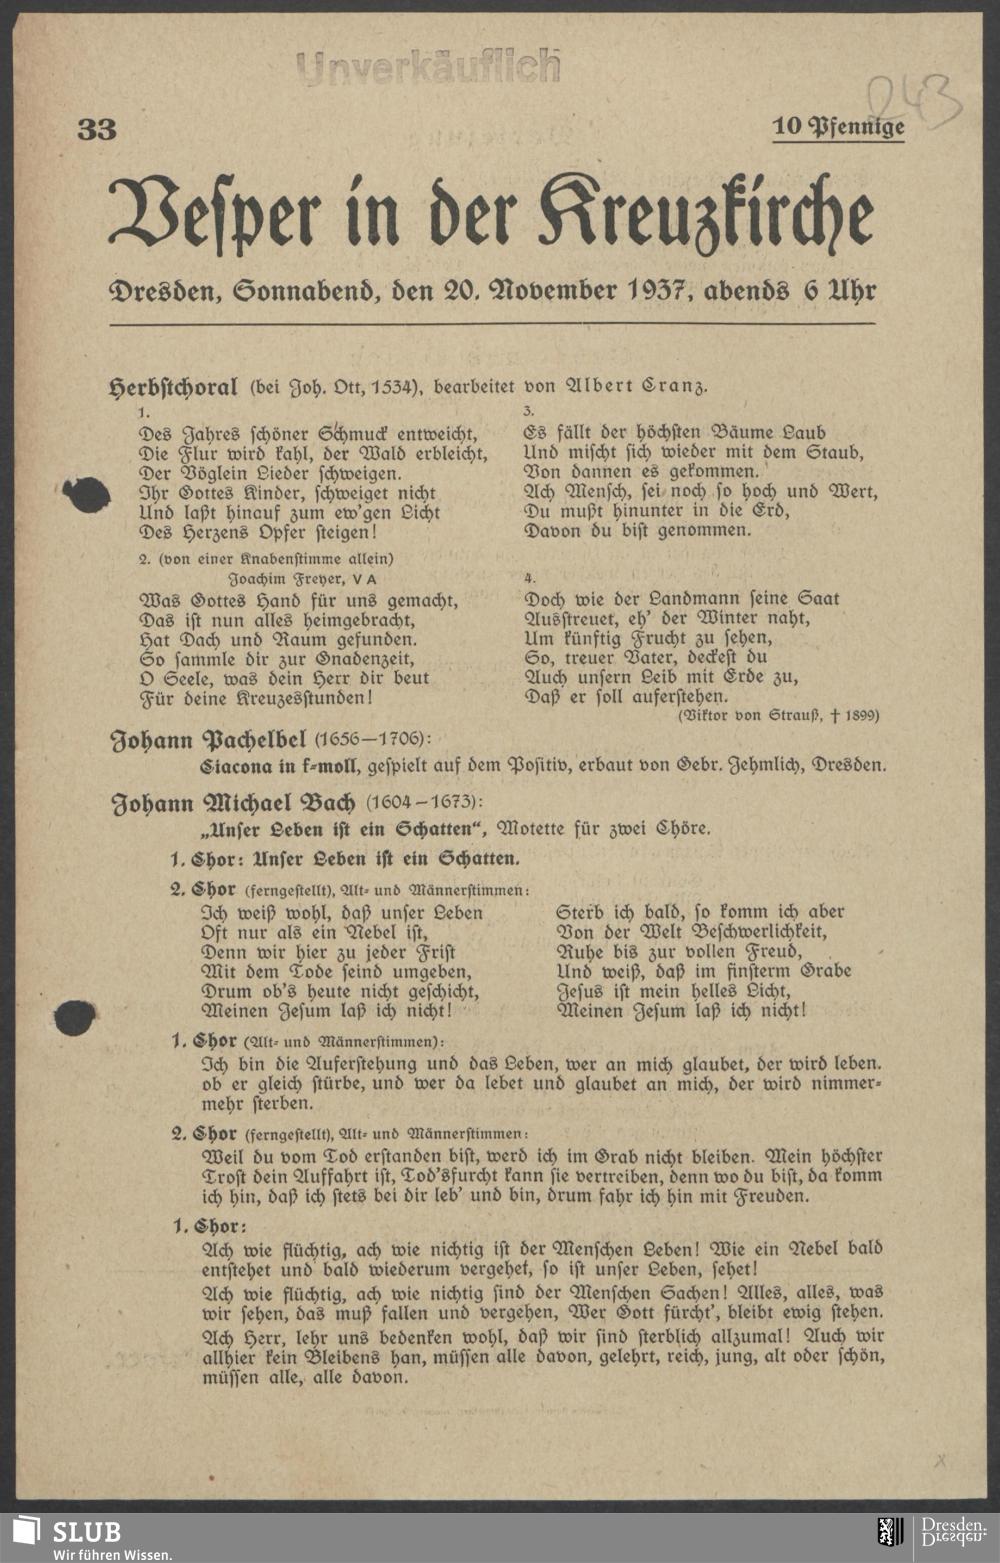 Unverkäuflich
243
33
10 Pfennige
Vesper in der Kreuzkirche
Dresden, Sonnabend, den 20. November 1937, abends 6 Uhr
Herbstchoral (bei Joh. Ott, 1534), bearbeitet von Albert Cranz.
1.
Des Jahres schöner Schmuck entweicht,
Die Flur wird kahl, der Wald erbleicht,
Der Vöglein Lieder schweigen.
Ihr Gottes Kinder, schweiget nicht
Und laßt hinauf zum ew'gen Licht
Des Herzens Opfer steigen!
2. (von einer Knabenstimme allein)
Joachim Freyer, V A
Was Gottes Hand für uns gemacht,
Das ist nun alles heimgebracht,
Hat Dach und Raum gefunden.
So sammle dir zur Gnadenzeit,
O Seele, was dein Herr dir beut
Für deine Kreuzesstunden!
3.
Es fällt der höchsten Bäume Laub
Und mischt sich wieder mit dem Staub,
Von dannen es gekommen.
Ach Mensch, sei noch so hoch und Wert,
Du mußt hinunter in die Erd,
Davon du bist genommen.
4.
Doch wie der Landmann seine Saat
Ausstreuet, eh' der Winter naht,
Um künftig Frucht zu sehen,
So, treuer Vater, deckest du
Auch unsern Leib mit Erde zu,
Daß er soll auferstehen.
(Viktor von Strauß, † 1899)
Johann Pachelbel (1656—1706):
Ciacona in f-moll, gespielt auf dem Positiv, erbaut von Gebr. Jehmlich, Dresden.
Johann Michael Bach (1604—1673):
„Unser Leben ist ein Schatten“, Motette für zwei Chöre.
1. Chor: Unser Leben ist ein Schatten.
2. Chor (ferngestellt), Alt- und Männerstimmen:
Ich weiß wohl, daß unser Leben
Oft nur als ein Nebel ist,
Denn wir hier zu jeder Frist
Mit dem Tode seind umgeben,
Drum ob's heute nicht geschicht,
Meinen Jesum laß ich nicht!
Sterb ich bald, so komm ich aber
Von der Welt Beschwerlichkeit,
Ruhe bis zur vollen Freud,
Und weiß, daß im finsterm Grabe
Jesus ist mein helles Licht,
Meinen Jesum laß ich nicht!
1. Chor (Alt- und Männerstimmen):
Ich bin die Auferstehung und das Leben, wer an mich glaubet, der wird leben.
ob er gleich stürbe, und wer da lebet und glaubet an mich, der wird nimmer-
mehr sterben.
2. Chor (ferngestellt), Alt- und Männerstimmen:
Weil du vom Tod erstanden bist, werd ich im Grab nicht bleiben. Mein höchster
Trost dein Auffahrt ist, Tod'sfurcht kann sie vertreiben, denn wo du bist, da komm
ich hin, daß ich stets bei dir leb' und bin, drum fahr ich hin mit Freuden.
1. Chor:
Ach wie flüchtig, ach wie nichtig ist der Menschen Leben! Wie ein Nebel bald
entstehet und bald wiederum vergehet, so ist unser Leben, sehet!
Ach wie flüchtig, ach wie nichtig sind der Menschen Sachen! Alles, alles, was
wir sehen, das muß fallen und vergehen, Wer Gott fürcht', bleibt ewig stehen.
Ach Herr, lehr uns bedenken wohl, daß wir sind sterblich allzumal! Auch wir
allhier kein Bleibens han, müssen alle davon, gelehrt, reich, jung, alt oder schön,
müssen alle, alle davon.
SLUB
Wir führen Wissen.
Dresden.
Dresden.